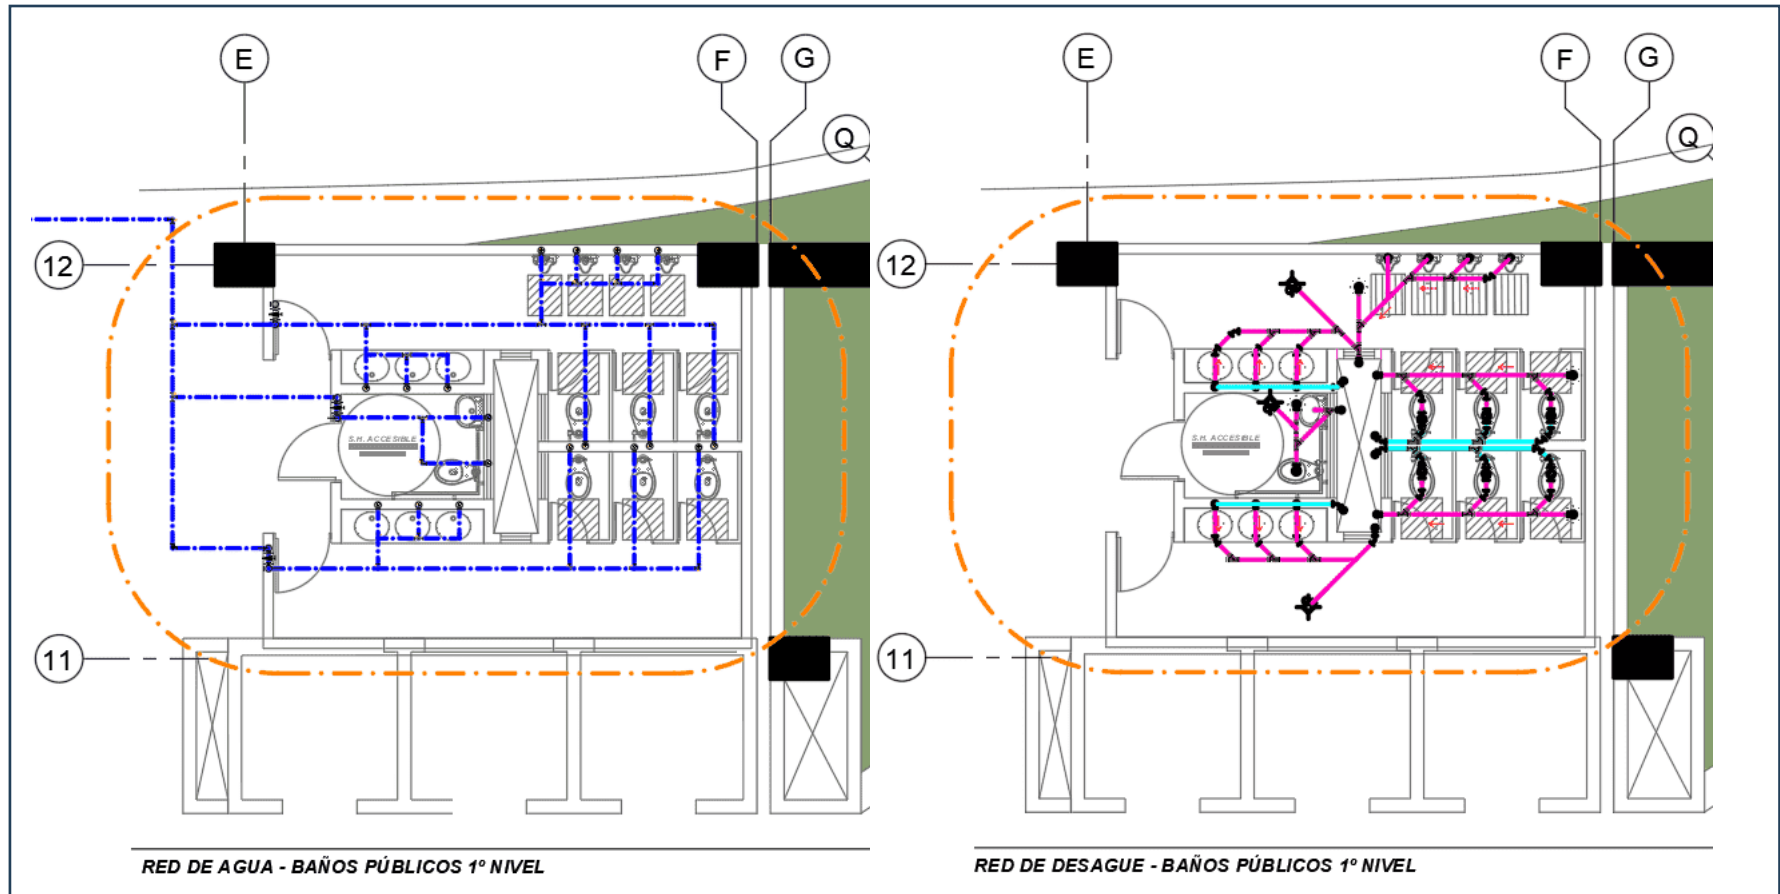 E
F
G
Q
12
S.H. ACCESIBLE
11
RED DE AGUA - BAÑOS PÚBLICOS 1º NIVEL
E
F
G
Q
12
S.H. ACCESIBLE
11
RED DE DESAGUE - BAÑOS PÚBLICOS 1º NIVEL